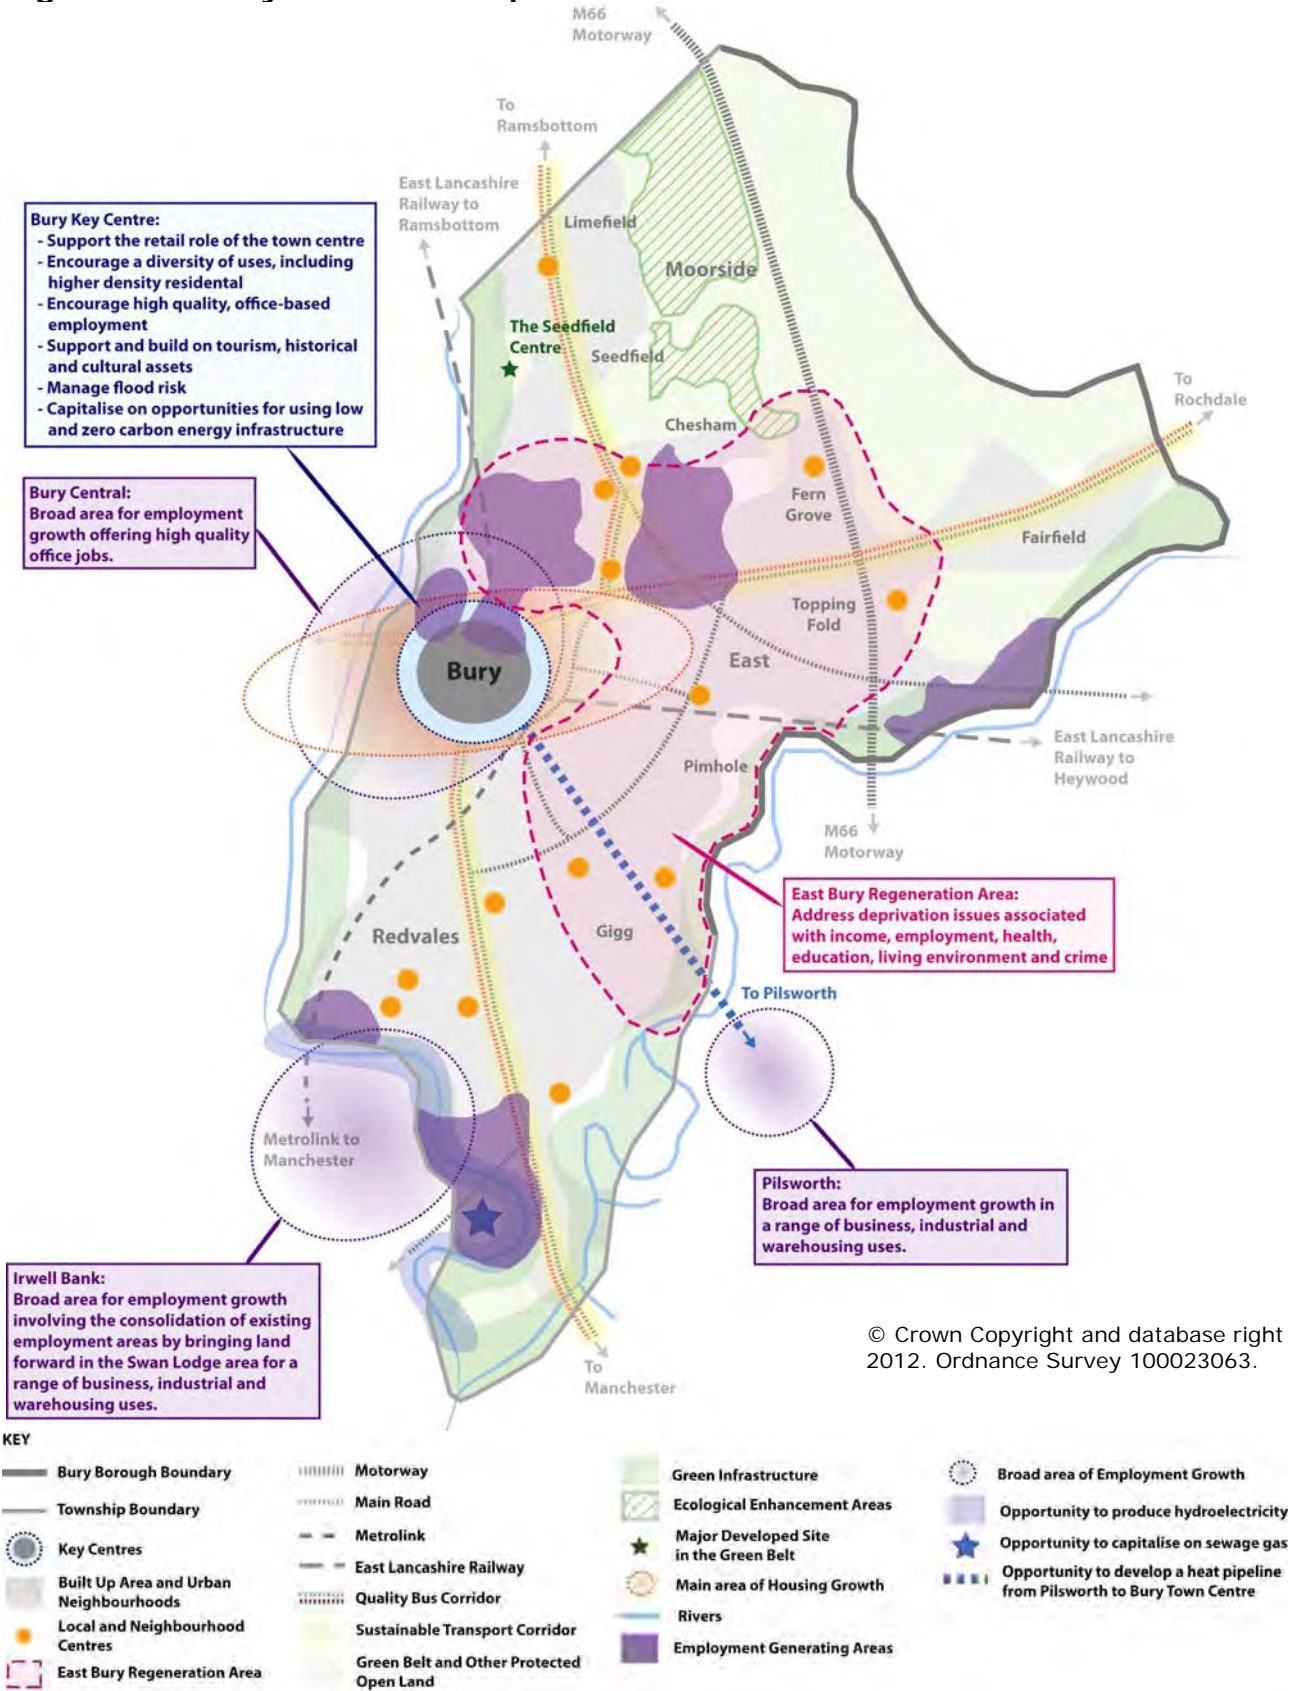 M66
Motorway
To
Ramsbottom
East Lancashire
Railway to
Ramsbottom
Bury Key Centre:
- Support the retail role of the town centre
- Encourage a diversity of uses, including
higher density residental
- Encourage high quality, office-based
employment
- Support and build on tourism, historical
and cultural assets
- Manage flood risk
- Capitalise on opportunities for using low
and zero carbon energy infrastructure
Limefield
Moorside
The Seedfield
Centre
Seedfield
To
Rochdale
Chesham
Bury Central:
Broad area for employment
growth offering high quality
office jobs.
Fern
Grove
Fairfield
Topping
Fold
East
Bury
East Lancashire
Railway to
Heywood
Pimhole
M66
Motorway
East Bury Regeneration Area:
Address deprivation issues associated
with income, employment, health,
education, living environment and crime
Redvales
Gigg
To Pilsworth
Metrolink to
Manchester
Pilsworth:
Broad area for employment growth in
a range of business, industrial and
warehousing uses.
Irwell Bank:
Broad area for employment growth
involving the consolidation of existing
employment areas by bringing land
forward in the Swan Lodge area for a
range of business, industrial and
warehousing uses.
© Crown Copyright and database right
2012. Ordnance Survey 100023063.
To
Manchester
KEY
Bury Borough Boundary
Township Boundary
Key Centres
Built Up Area and Urban
Neighbourhoods
Local and Neighbourhood
Centres
East Bury Regeneration Area
Motorway
Main Road
Metrolink
East Lancashire Railway
Quality Bus Corridor
Sustainable Transport Corridor
Green Belt and Other Protected
Open Land
Green Infrastructure
Ecological Enhancement Areas
Major Developed Site
in the Green Belt
Main area of Housing Growth
Rivers
Employment Generating Areas
Broad area of Employment Growth
Opportunity to produce hydroelectricity
Opportunity to capitalise on sewage gas
Opportunity to develop a heat pipeline
from Pilsworth to Bury Town Centre